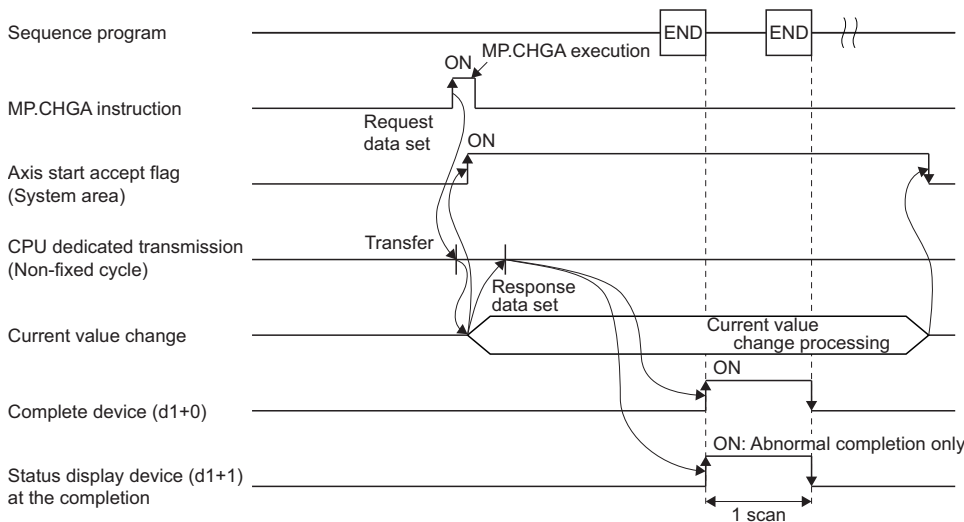 Sequence program
END
END
MP.CHGA instruction
ON
MP.CHGA execution
Request
data set
Axis start accept flag
(System area)
ON
CPU dedicated transmission
(Non-fixed cycle)
Transfer
Response
data set
Current value change
Current value
change processing
Complete device (d1+0)
ON
Status display device (d1+1)
at the completion
ON: Abnormal completion only
1 scan